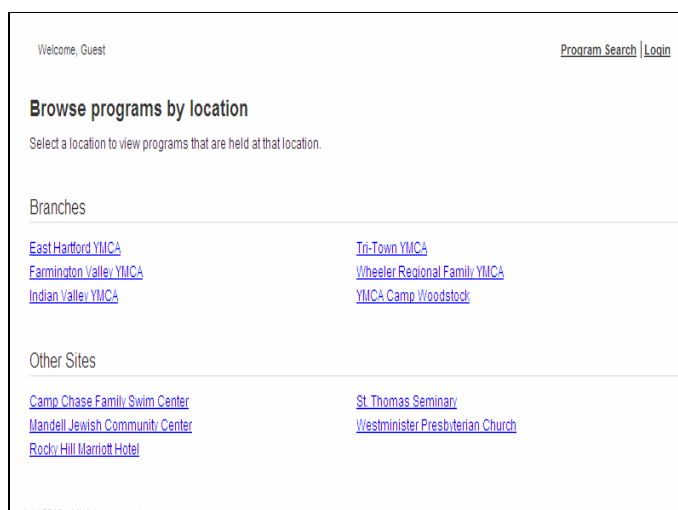 Welcome, Guest
Program Search | Login
Browse programs by location
Select a location to view programs that are held at that location.
Branches
East Hartford YMCA
Farmington Valley YMCA
Indian Valley YMCA
Tri-Town YMCA
Wheeler Regional Family YMCA
YMCA Camp Woodstock
Other Sites
Camp Chase Family Swim Center
Mandell Jewish Community Center
Rocky Hill Marriott Hotel
St. Thomas Seminary
Westminister Presbyterian Church